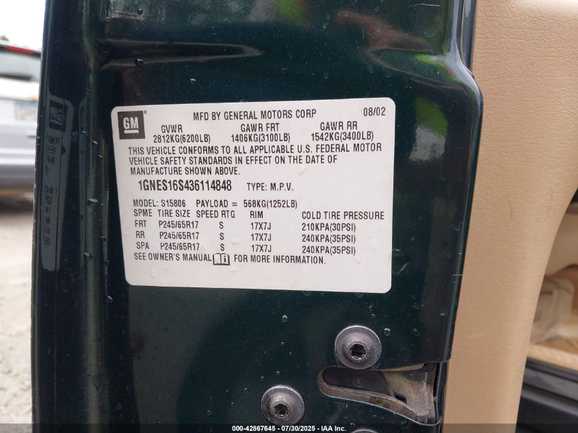 GM
MFD BY GENERAL MOTORS CORP 08/02
GVWR GAWR FRT GAWR RR
2812KG(6200LB) 1406KG(3100LB) 1542KG(3400LB)
THIS VEHICLE CONFORMS TO ALL APPLICABLE U.S. FEDERAL MOTOR
VEHICLE SAFETY STANDARDS IN EFFECT ON THE DATE OF
MANUFACTURE SHOWN ABOVE.
1GNES16S436114848 TYPE: M.P.V.
MODEL: S15806 PAYLOAD = 568KG(1252LB)
SPME TIRE SIZE SPEED RTG RIM COLD TIRE PRESSURE
FRT P245/65R17 S 17X7J 210KPA(30PSI)
RR P245/65R17 S 17X7J 240KPA(35PSI)
SPA P245/65R17 S 17X7J 240KPA(35PSI)
SEE OWNER'S MANUAL FOR MORE INFORMATION.
000-42867645 - 07/30/2025 - IAA Inc.